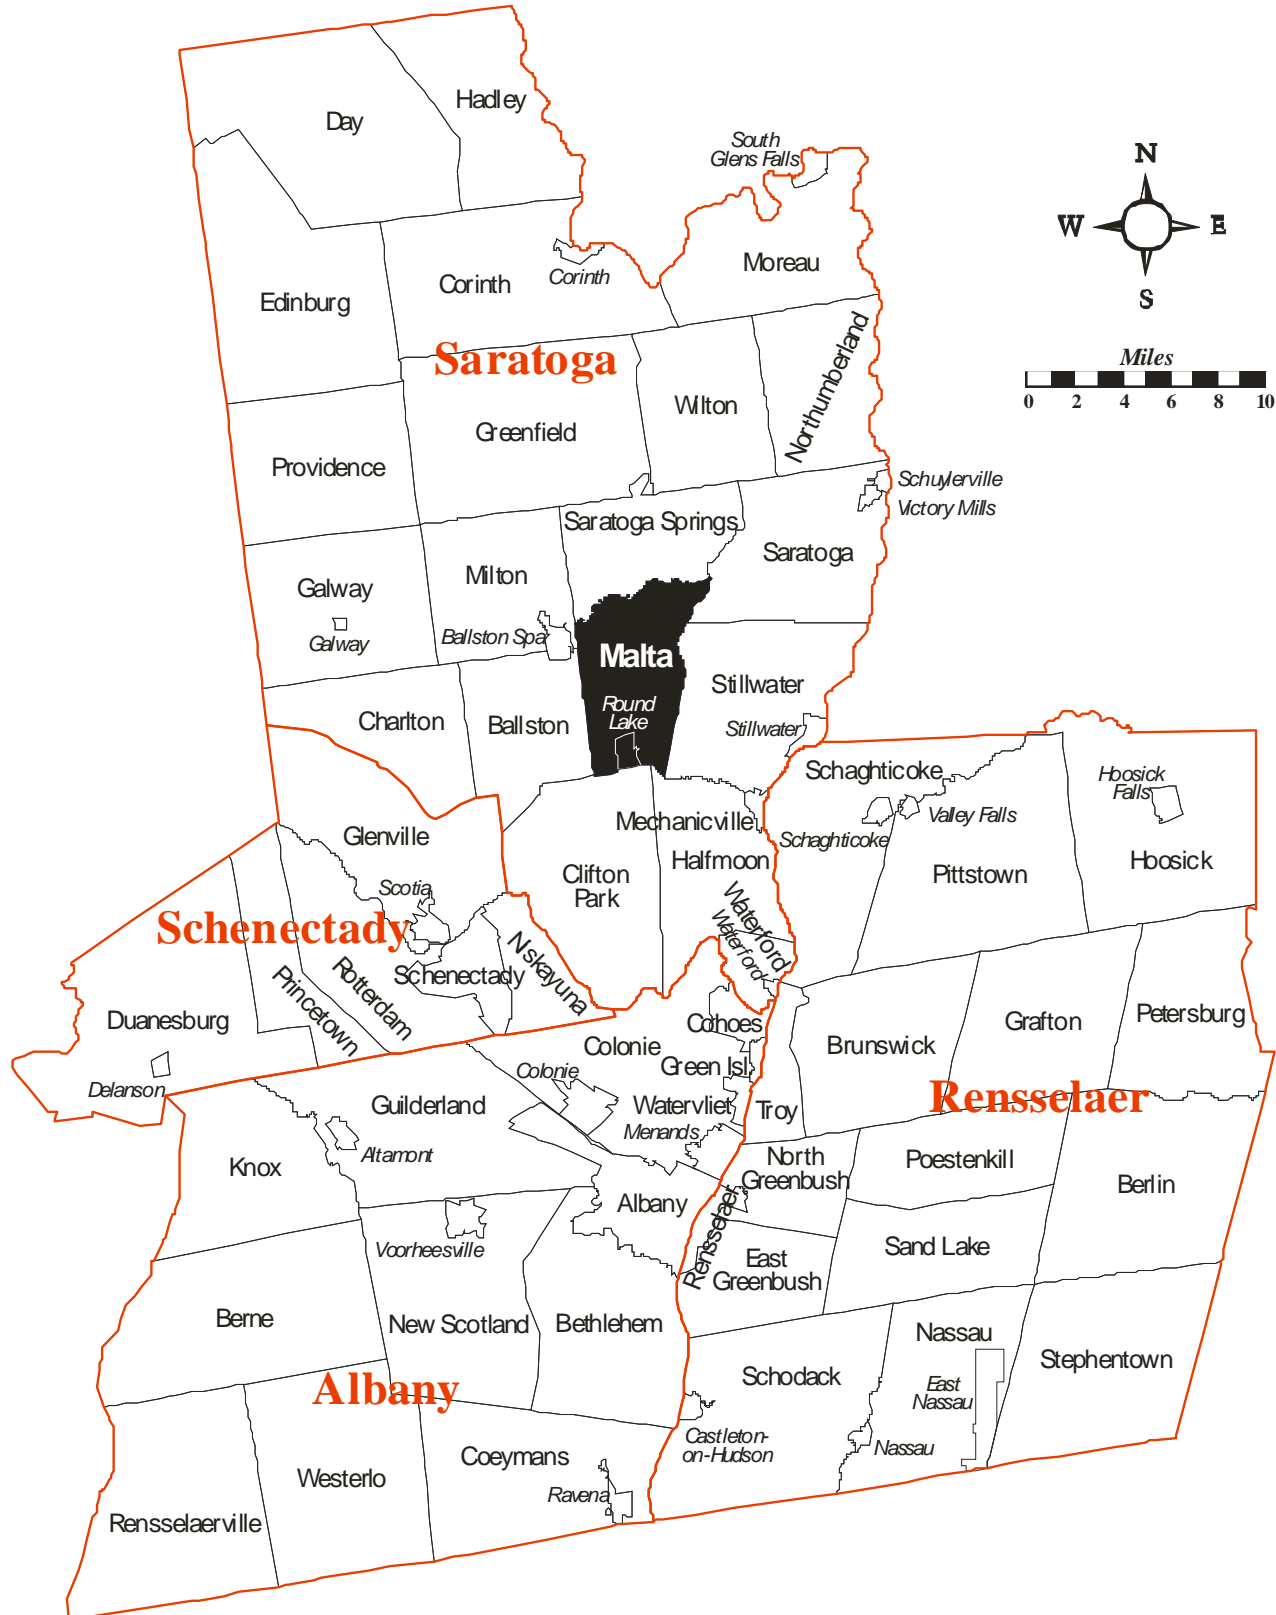 Hadley
Day
South
Glens Falls
N
W
E
S
Moreau
Corinth
Corinth
Edinburg
Miles
0 2 4 6 8 10
Saratoga
Northumberland
Wilton
Greenfield
Providence
Schuylerville
Victory Mills
Saratoga Springs
Saratoga
Milton
Galway
Galway
Ballston Spa
Malta
Stillwater
Round
Lake
Stillwater
Charlton
Ballston
Schaghticoke
Hoosick
Falls
Valley Falls
Mechanicville
Schaghticoke
Glenville
Halfmoon
Hoosick
Clifton
Park
Pittstown
Scotia
Waterford
Waterford
Schenectady
Niskayuna
Schenectady
Rotterdam
Princetown
Duanesburg
Cohoes
Petersburg
Grafton
Brunswick
Colonie
Green Isl.
Colonie
Delanson
Rensselaer
Guilderland
Watervliet
Troy
Menands
Altamont
North
Greenbush
Poestenkill
Knox
Berlin
Albany
Rensselaer
Voorheesville
Sand Lake
East
Greenbush
Berne
New Scotland
Bethlehem
Nassau
Stephentown
Schodack
Albany
East
Nassau
Castleton-
on-Hudson
Nassau
Coeymans
Westerlo
Ravena
Rensselaerville